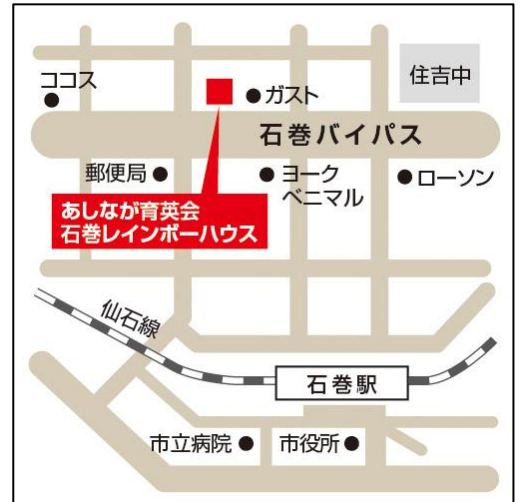 ココス
ガスト
住吉中
石巻バイパス
郵便局
ヨーク
ベニマル
ローソン
あしなが育英会
石巻レインボーハウス
仙石線
石巻駅
市立病院
市役所